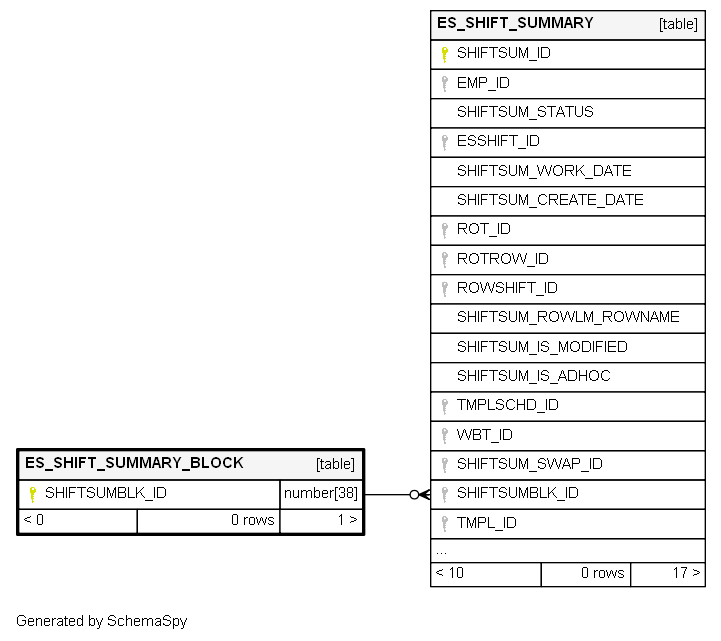 ES_SHIFT_SUMMARY [table]
SHIFTSUM_ID
EMP_ID
SHIFTSUM_STATUS
ESSHIFT_ID
SHIFTSUM_WORK_DATE
SHIFTSUM_CREATE_DATE
ROT_ID
ROTROW_ID
ROWSHIFT_ID
SHIFTSUM_ROWLM_ROWNAME
SHIFTSUM_IS_MODIFIED
SHIFTSUM_IS_ADHOC
TMPLSCHD_ID
WBT_ID
SHIFTSUM_SWAP_ID
SHIFTSUMBLK_ID
TMPL_ID
...
< 10 0 rows 17 >
ES_SHIFT_SUMMARY_BLOCK [table]
SHIFTSUMBLK_ID number[38]
< 0 0 rows 1 >
Generated by SchemaSpy